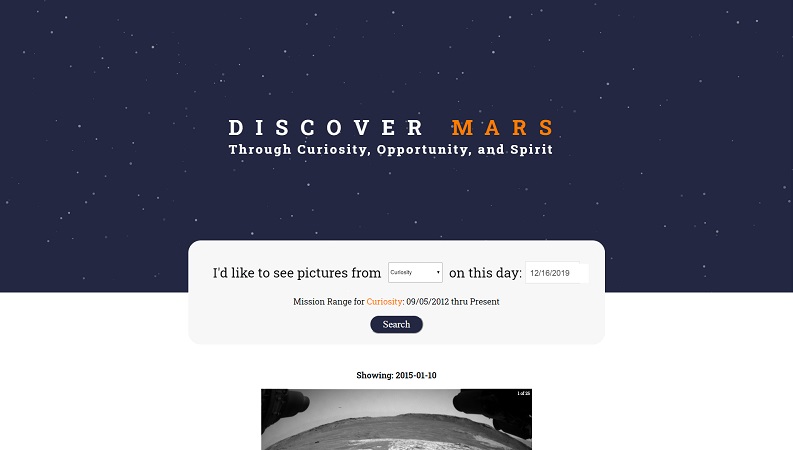 DISCOVER MARS
Through Curiosity, Opportunity, and Spirit
I'd like to see pictures from Curiosity on this day: 12/16/2019
Mission Range for Curiosity: 09/05/2012 thru Present
Search
Showing: 2015-01-10
1 of 25